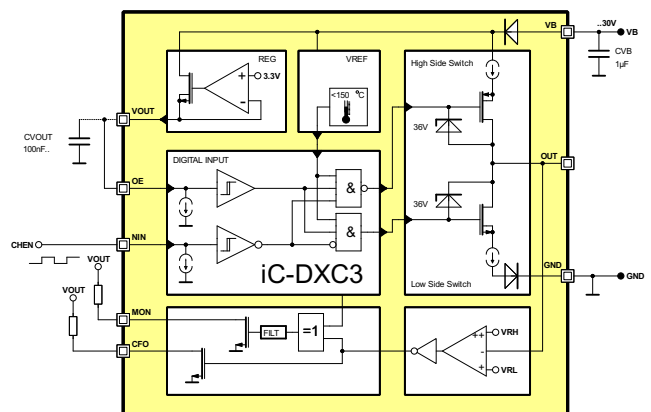 ..30V
VB
VB
CVB
1µF
REG
VREF
High Side Switch
3.3V
+
-
<150 °C
VOUT
CVOUT
100nF..
36V
OUT
DIGITAL INPUT
OE
&
36V
&
NIN
CHEN
iC-DXC3
GND
GND
Low Side Switch
VOUT
VOUT
MON
FILT
=1
CFO
++
-
+
VRH
VRL